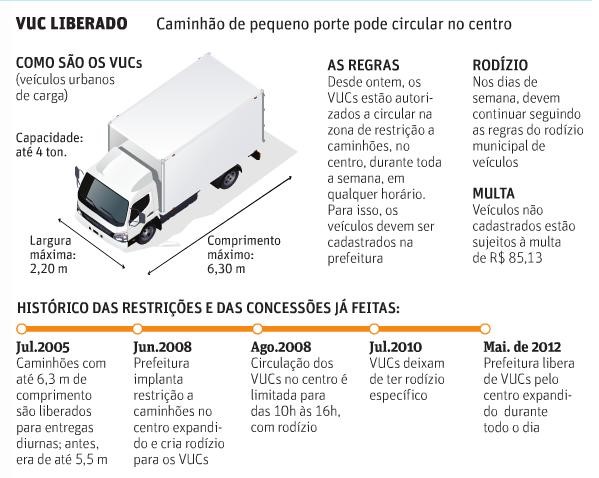 VUC LIBERADO Caminhão de pequeno porte pode circular no centro
COMO SÃO OS VUCs
(veículos urbanos
de carga)
Capacidade:
até 4 ton.
Largura
máxima:
2,20 m
Comprimento
máximo:
6,30 m
AS REGRAS
Desde ontem, os
VUCs estão autori-
zados a circular na
zona de restrição a
caminhões, no
centro, durante toda
a semana, em
qualquer horário.
Para isso, os
veículos devem ser
cadastrados na
prefeitura
RODÍZIO
Nos dias de
semana, devem
continuar seguindo
as regras do rodízio
municipal de
veículos
MULTA
Veículos não
cadastrados estão
sujeitos à multa
de R$ 85,13
HISTÓRICO DAS RESTRIÇÕES E DAS CONCESSÕES JÁ FEITAS:
Jul.2005
Caminhões com
até 6,3 m de
comprimento
são liberados
para entregas
diurnas; antes,
era de até 5,5 m
Jun.2008
Prefeitura
implanta
restrição a
caminhões no
centro expandi-
do e cria rodízio
para os VUCs
Ago.2008
Circulação dos
VUCs no centro é
limitada para
das 10h às 16h,
com rodízio
Jul.2010
VUCs deixam
de ter rodízio
específico
Mai. de 2012
Prefeitura libera
de VUCs pelo
centro expandi-
do durante
todo o dia